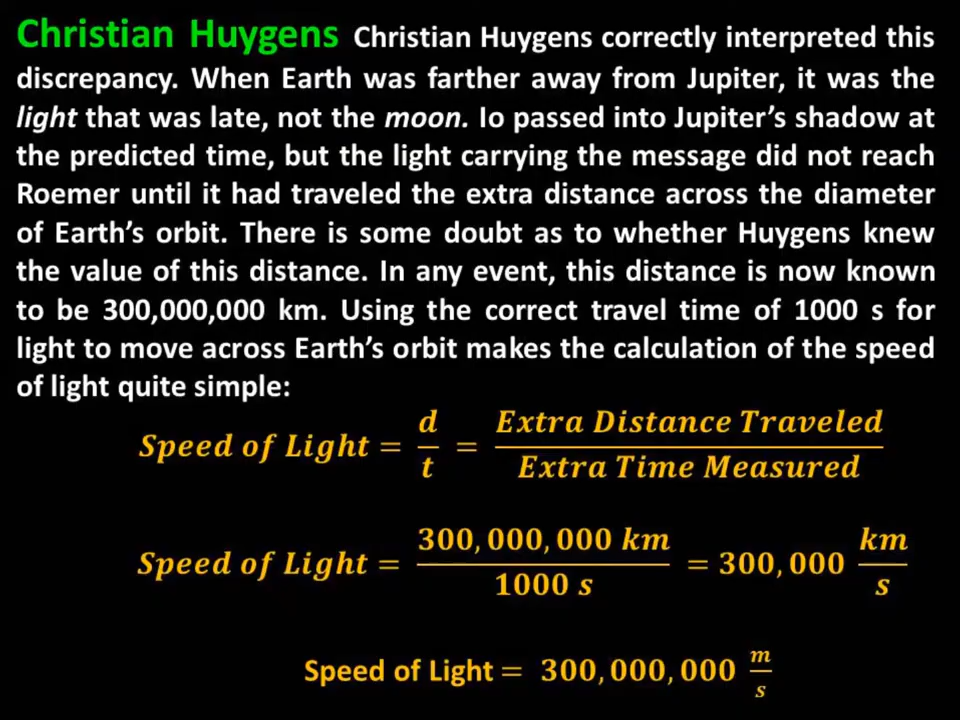 Christian Huygens Christian Huygens correctly interpreted this
discrepancy. When Earth was farther away from Jupiter, it was the
light that was late, not the moon. Io passed into Jupiter’s shadow at
the predicted time, but the light carrying the message did not reach
Roemer until it had traveled the extra distance across the diameter
of Earth’s orbit. There is some doubt as to whether Huygens knew
the value of this distance. In any event, this distance is now known
to be 300,000,000 km. Using the correct travel time of 1000 s for
light to move across Earth’s orbit makes the calculation of the speed
of light quite simple:
Speed of Light = d/t = Extra Distance Traveled/Extra Time Measured
Speed of Light = 300,000,000 km/1000 s = 300,000 km/s
Speed of Light = 300,000,000 m/s